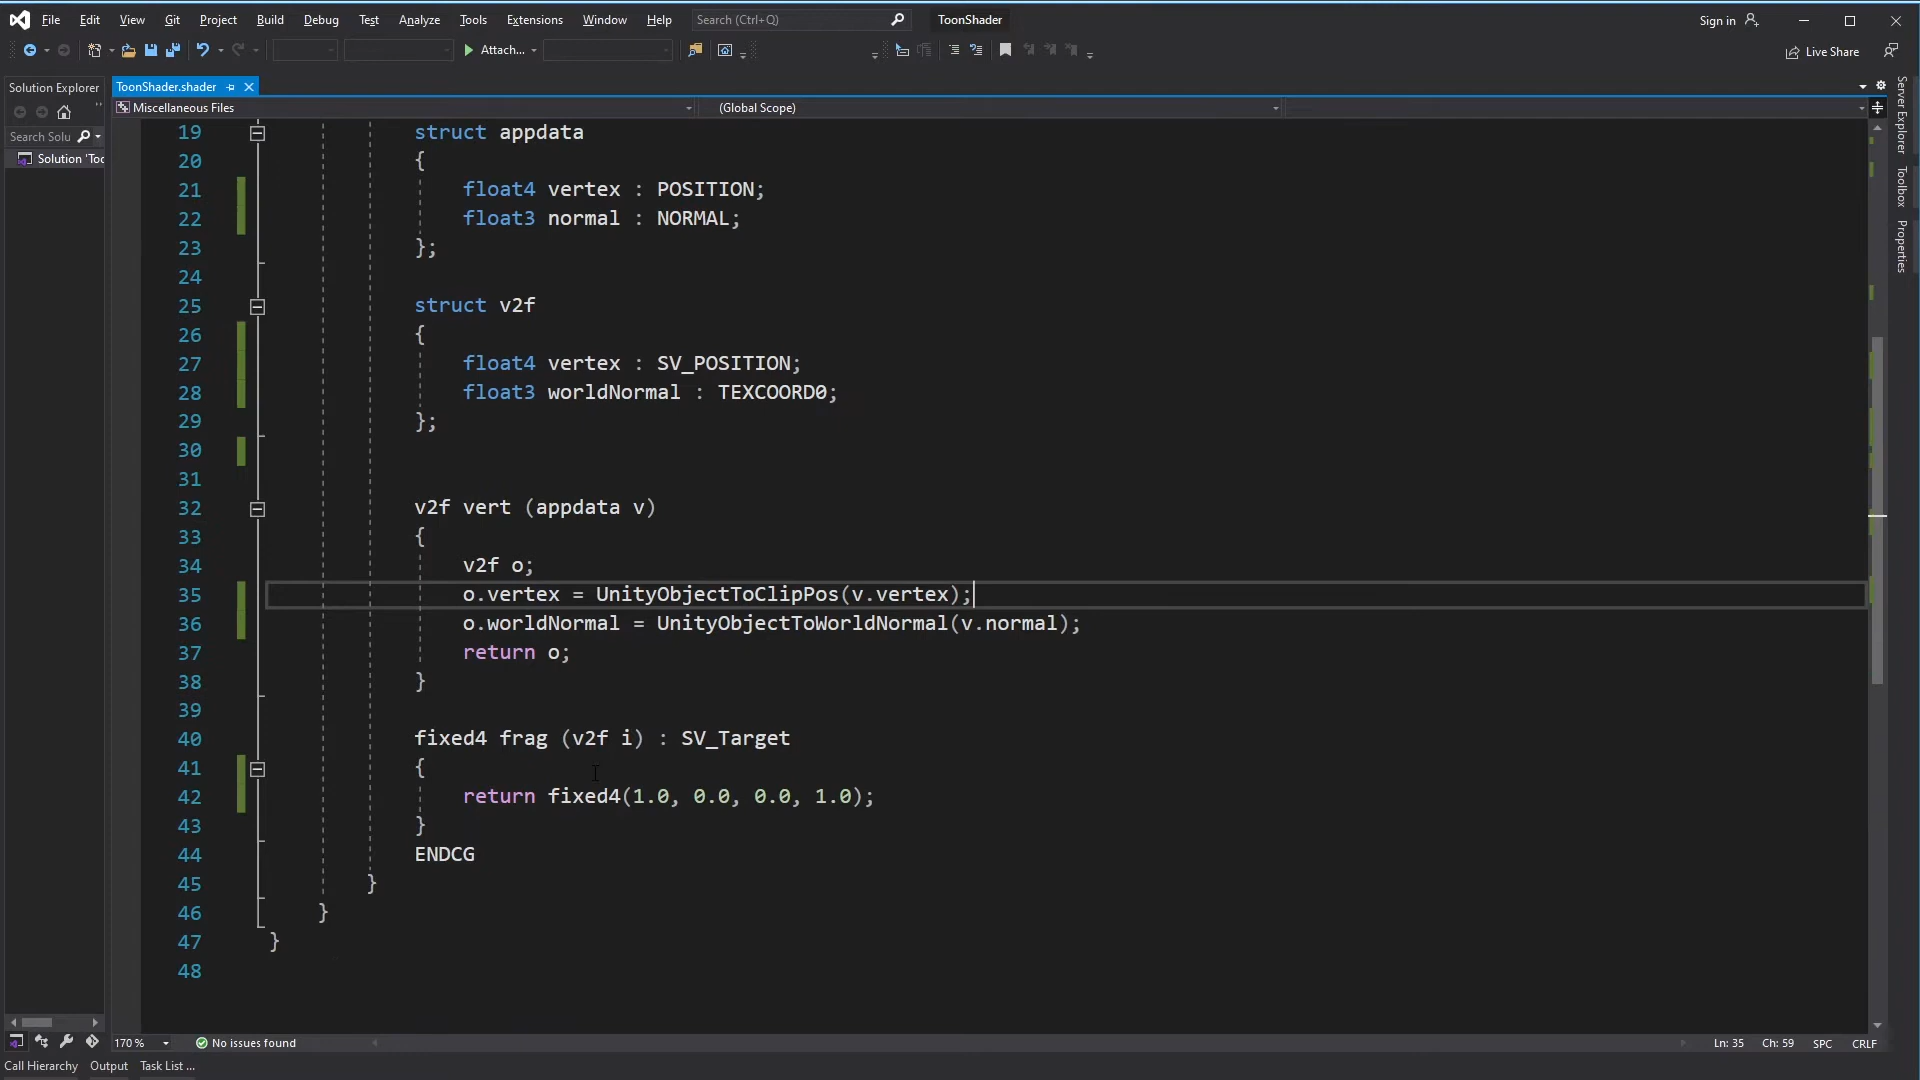 File Edit View Git Project Build Debug Test Analyze Tools Extensions Window Help Search (Ctrl+Q) ToonShader Sign in
Attach... Live Share
Solution Explorer ToonShader.shader
Miscellaneous Files (Global Scope)
Search Solu
Solution 'Too
Server Explorer
Toolbox
Properties
19 struct appdata
20 {
21 float4 vertex : POSITION;
22 float3 normal : NORMAL;
23 };
24
25 struct v2f
26 {
27 float4 vertex : SV_POSITION;
28 float3 worldNormal : TEXCOORD0;
29 };
30
31
32 v2f vert (appdata v)
33 {
34 v2f o;
35 o.vertex = UnityObjectToClipPos(v.vertex);
36 o.worldNormal = UnityObjectToWorldNormal(v.normal);
37 return o;
38 }
39
40 fixed4 frag (v2f i) : SV_Target
41 {
42 return fixed4(1.0, 0.0, 0.0, 1.0);
43 }
44 ENDCG
45 }
46 }
47 }
48
170 % No issues found Ln: 35 Ch: 59 SPC CRLF
Call Hierarchy Output Task List ...